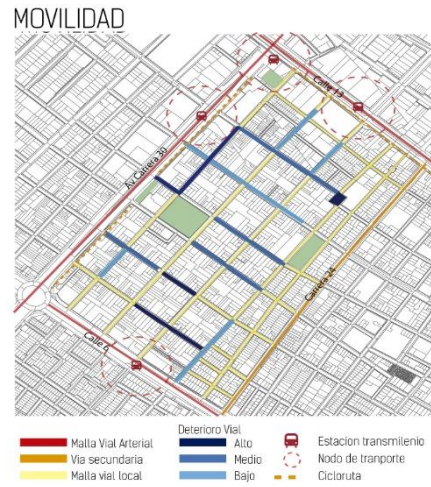 MOVILIDAD
Calle 13
Av Carrera 30
Carrera 24
Calle 6
Deterioro Vial
Malla Vial Arterial
Alto
Estacion transmilenio
Via secundaria
Medio
Nodo de tranporte
Malla vial local
Bajo
Cicloruta